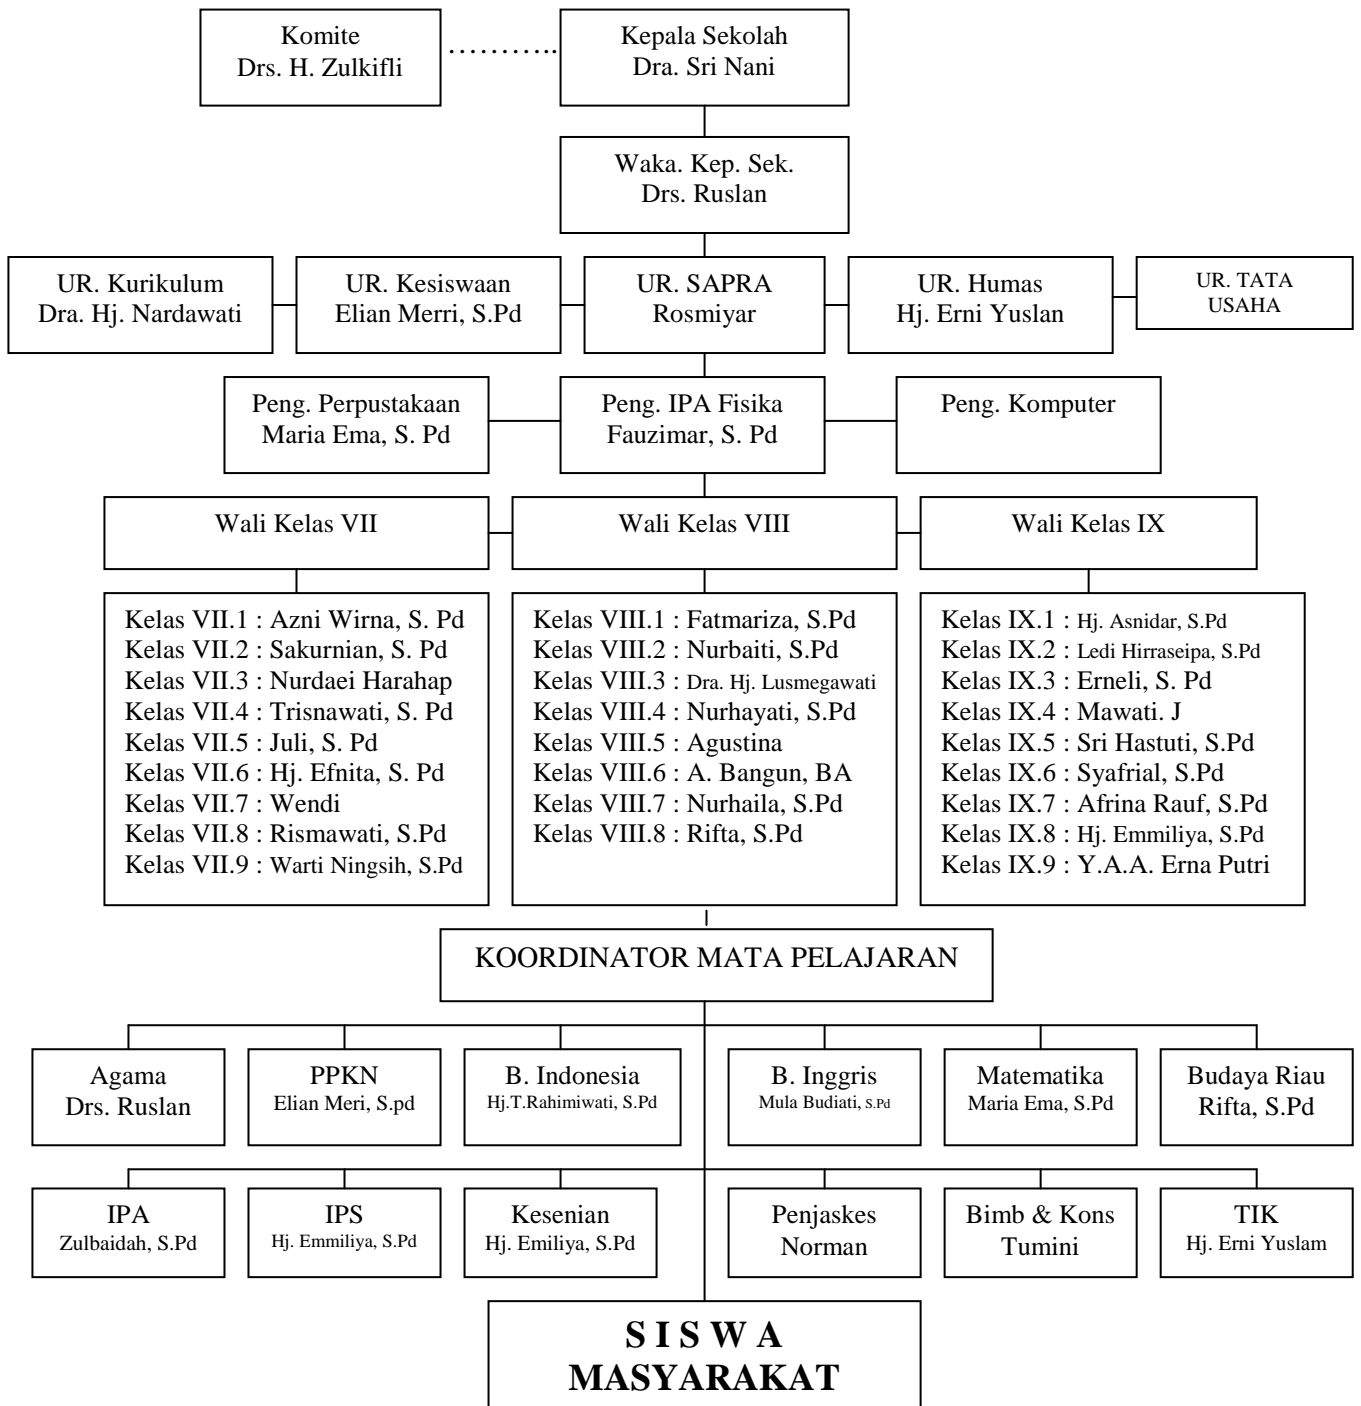 Komite
Drs. H. Zulkifli
………..
Kepala Sekolah
Dra. Sri Nani
Waka. Kep. Sek.
Drs. Ruslan
UR. Kurikulum
Dra. Hj. Nardawati
UR. Kesiswaan
Elian Merri, S.Pd
UR. SAPRA
Rosmiyar
UR. Humas
Hj. Erni Yuslan
UR. TATA
USAHA
Peng. Perpustakaan
Maria Ema, S. Pd
Peng. IPA Fisika
Fauzimar, S. Pd
Peng. Komputer
Wali Kelas VII
Wali Kelas VIII
Wali Kelas IX
Kelas VII.1 : Azni Wirna, S. Pd
Kelas VII.2 : Sakurnian, S. Pd
Kelas VII.3 : Nurdaei Harahap
Kelas VII.4 : Trisnawati, S. Pd
Kelas VII.5 : Juli, S. Pd
Kelas VII.6 : Hj. Efnita, S. Pd
Kelas VII.7 : Wendi
Kelas VII.8 : Rismawati, S.Pd
Kelas VII.9 : Warti Ningsih, S.Pd
Kelas VIII.1 : Fatmariza, S.Pd
Kelas VIII.2 : Nurbaiti, S.Pd
Kelas VIII.3 : Dra. Hj. Lusmegawati
Kelas VIII.4 : Nurhayati, S.Pd
Kelas VIII.5 : Agustina
Kelas VIII.6 : A. Bangun, BA
Kelas VIII.7 : Nurhaila, S.Pd
Kelas VIII.8 : Rifta, S.Pd
Kelas IX.1 : Hj. Asnidar, S.Pd
Kelas IX.2 : Ledi Hirraseipa, S.Pd
Kelas IX.3 : Erneli, S. Pd
Kelas IX.4 : Mawati. J
Kelas IX.5 : Sri Hastuti, S.Pd
Kelas IX.6 : Syafrial, S.Pd
Kelas IX.7 : Afrina Rauf, S.Pd
Kelas IX.8 : Hj. Emmiliya, S.Pd
Kelas IX.9 : Y.A.A. Erna Putri
KOORDINATOR MATA PELAJARAN
Agama
Drs. Ruslan
PPKN
Elian Meri, S.pd
B. Indonesia
Hj.T.Rahimiwati, S.Pd
B. Inggris
Mula Budiati, S.Pd
Matematika
Maria Ema, S.Pd
Budaya Riau
Rifta, S.Pd
IPA
Zulbaidah, S.Pd
IPS
Hj. Emmiliya, S.Pd
Kesenian
Hj. Emiliya, S.Pd
Penjaskes
Norman
Bimb & Kons
Tumini
TIK
Hj. Erni Yuslam
S I S W A
MASYARAKAT